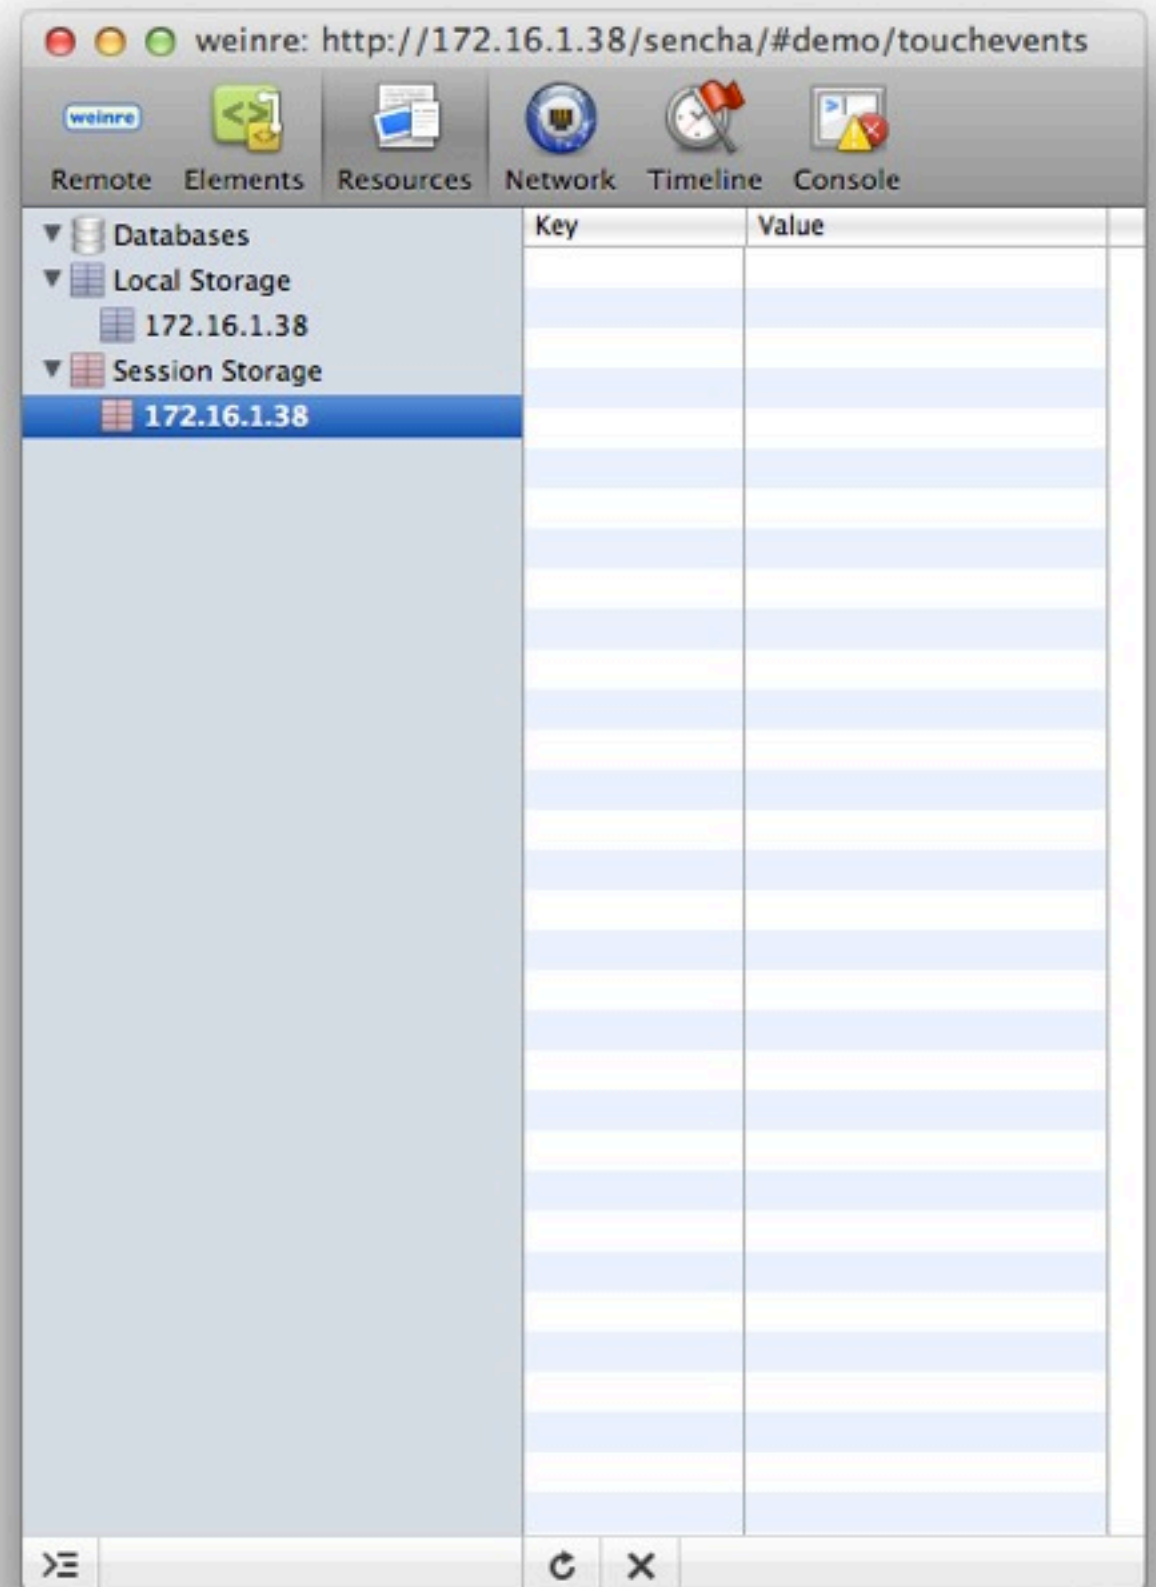 weinre: http://172.16.1.38/sencha/#demo/touchevents
weinre
Remote Elements Resources Network Timeline Console
Databases
Local Storage
172.16.1.38
Session Storage
172.16.1.38
Key Value